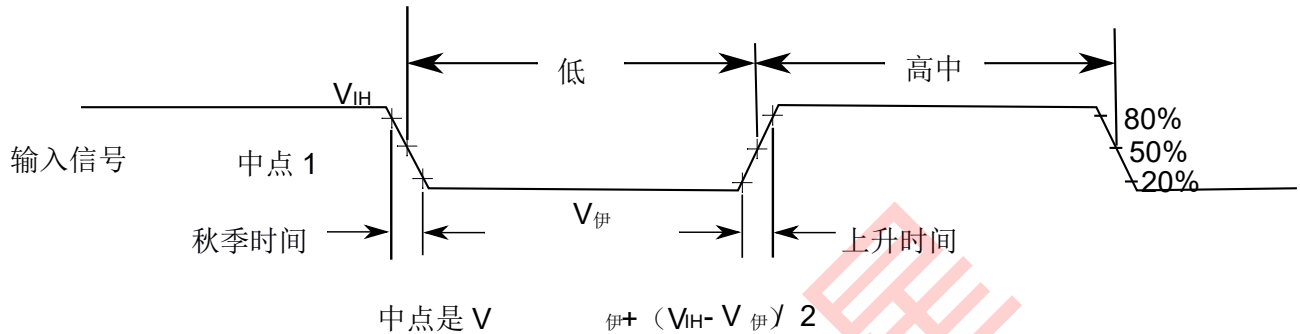 低
高中
VIH
80%
输入信号
中点 1
50%
20%
V伊
秋季时间
上升时间
中点是 V 伊+（VIH- V 伊)/ 2